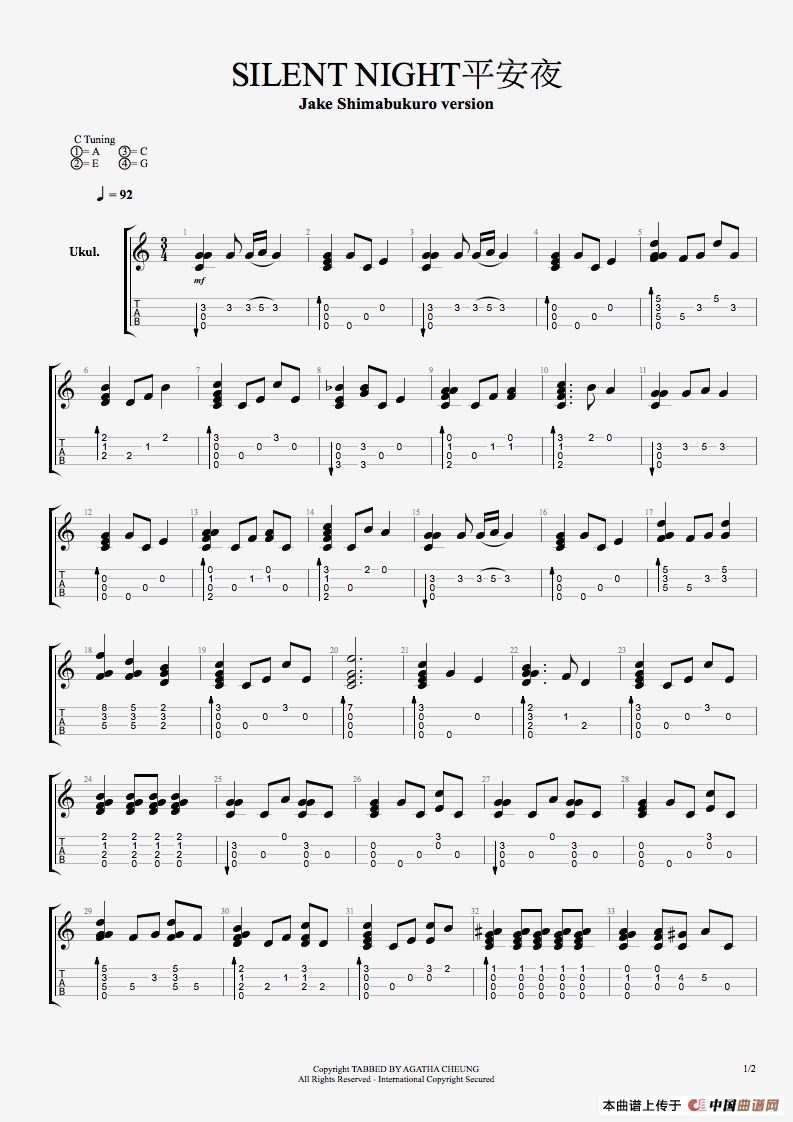 SILENT NIGHT平安夜
Jake Shimabukuro version
C Tuning
①= A ③= C
②= E ④= G
♩ = 92
Ukul.
mf
Copyright TABBED BY AGATHA CHEUNG
All Rights Reserved - International Copyright Secured
1/2
本曲谱上传于 中国曲谱网